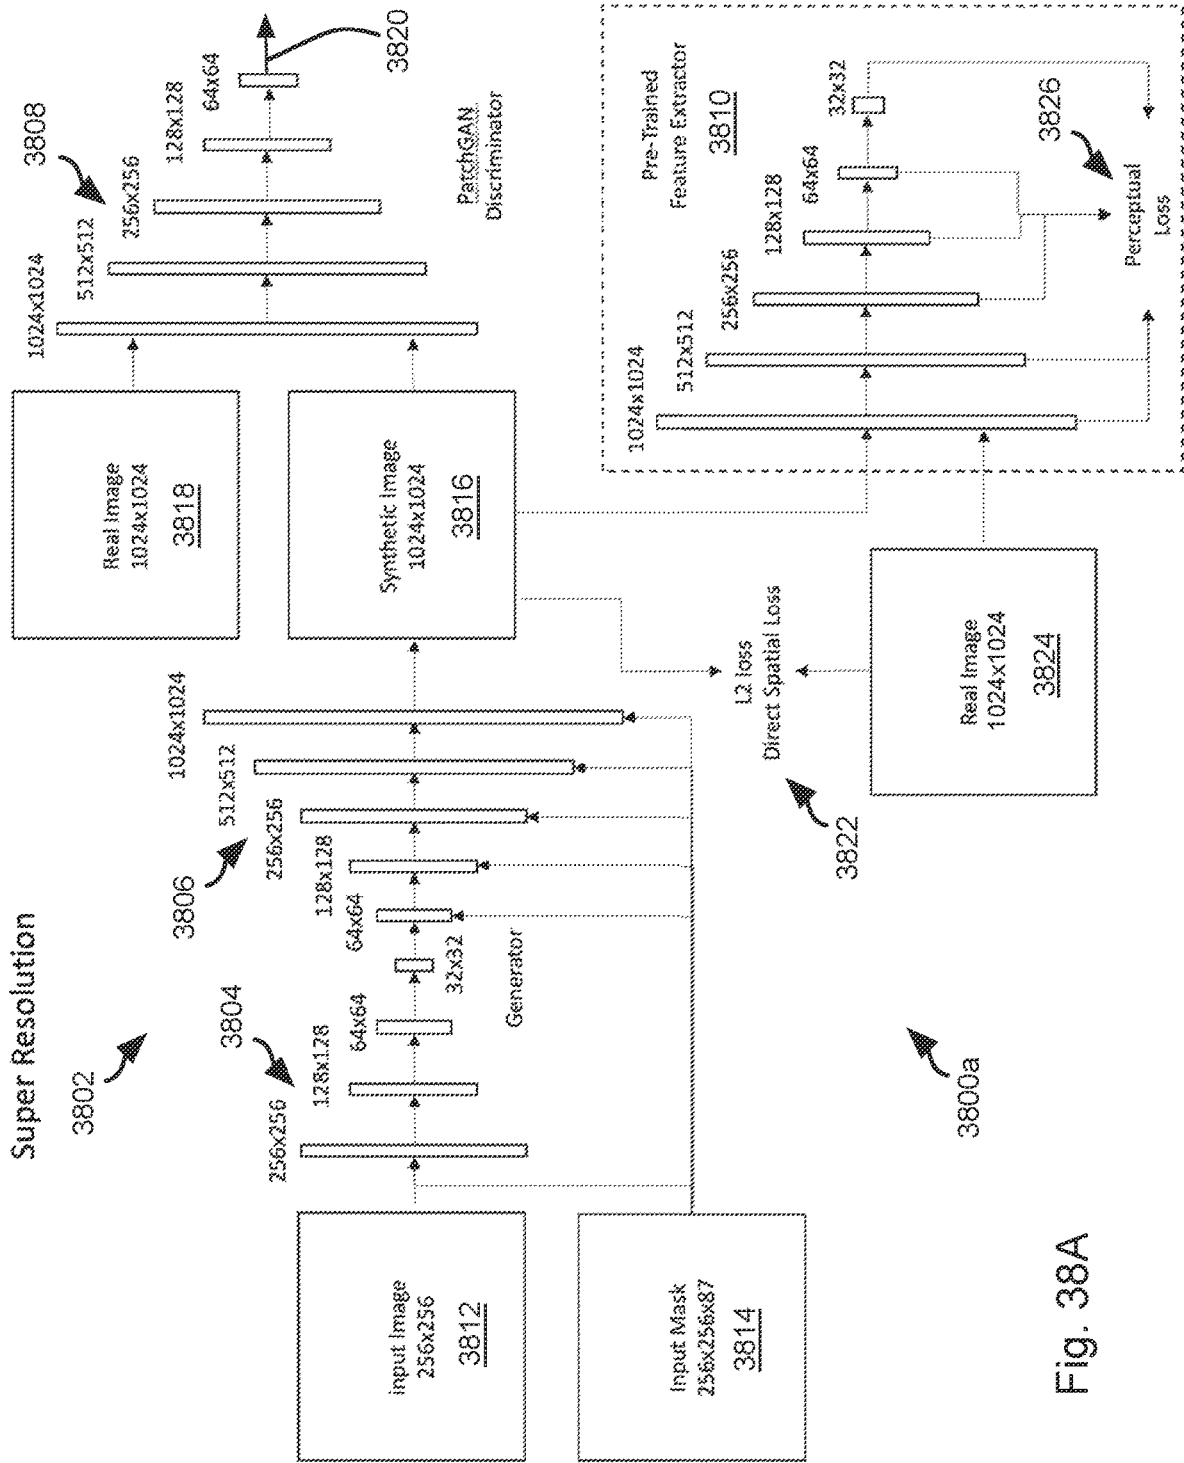 Super Resolution
3802
3804
3806
3808
input Image
256x256
3812
Input Mask
256x256x87
3814
256x256
128x128
64x64
32x32
64x64
128x128
256x256
512x512
1024x1024
Generator
Real Image
1024x1024
3818
Synthetic Image
1024x1024
3816
1024x1024
512x512
256x256
128x128
64x64
3820
PatchGAN
Discriminator
L2 loss
Direct Spatial Loss
3822
Real Image
1024x1024
3824
Pre-Trained
Feature Extractor
3810
1024x1024
512x512
256x256
128x128
64x64
32x32
3826
Perceptual
Loss
3800a
Fig. 38A